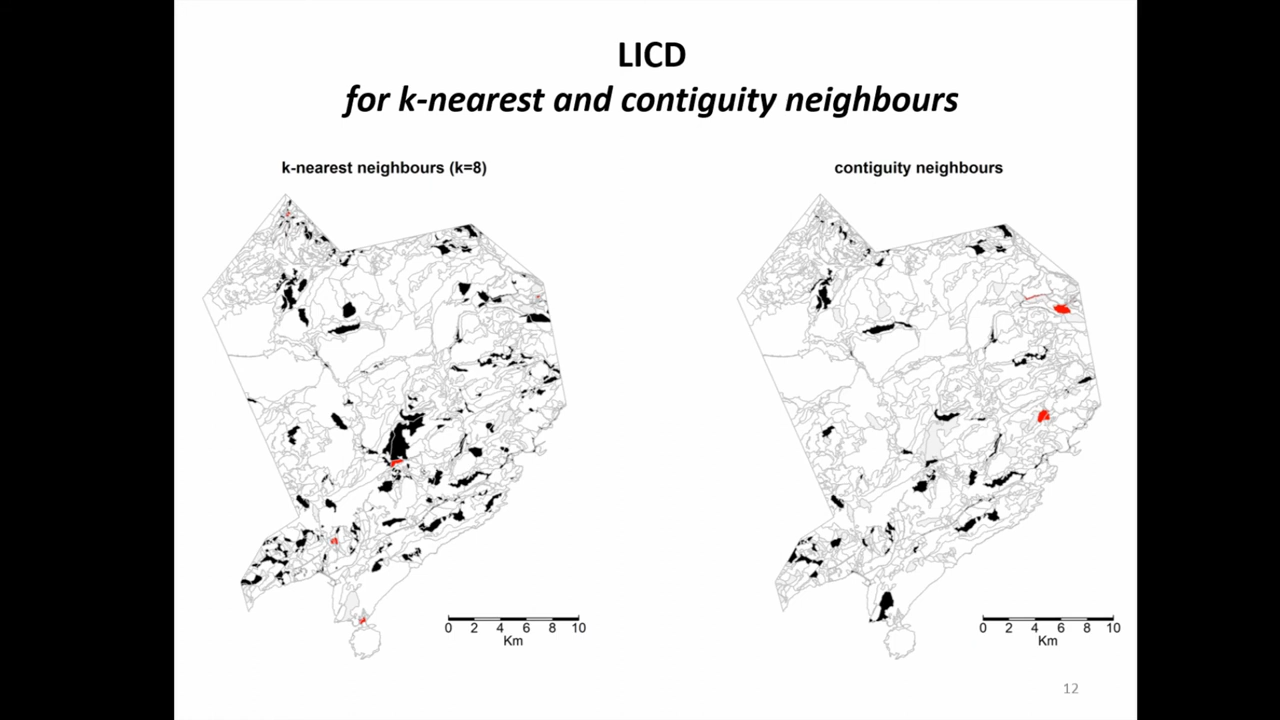 LICD
for k-nearest and contiguity neighbours
k-nearest neighbours (k=8)
contiguity neighbours
0 2 4 6 8 10
Km
0 2 4 6 8 10
Km
12